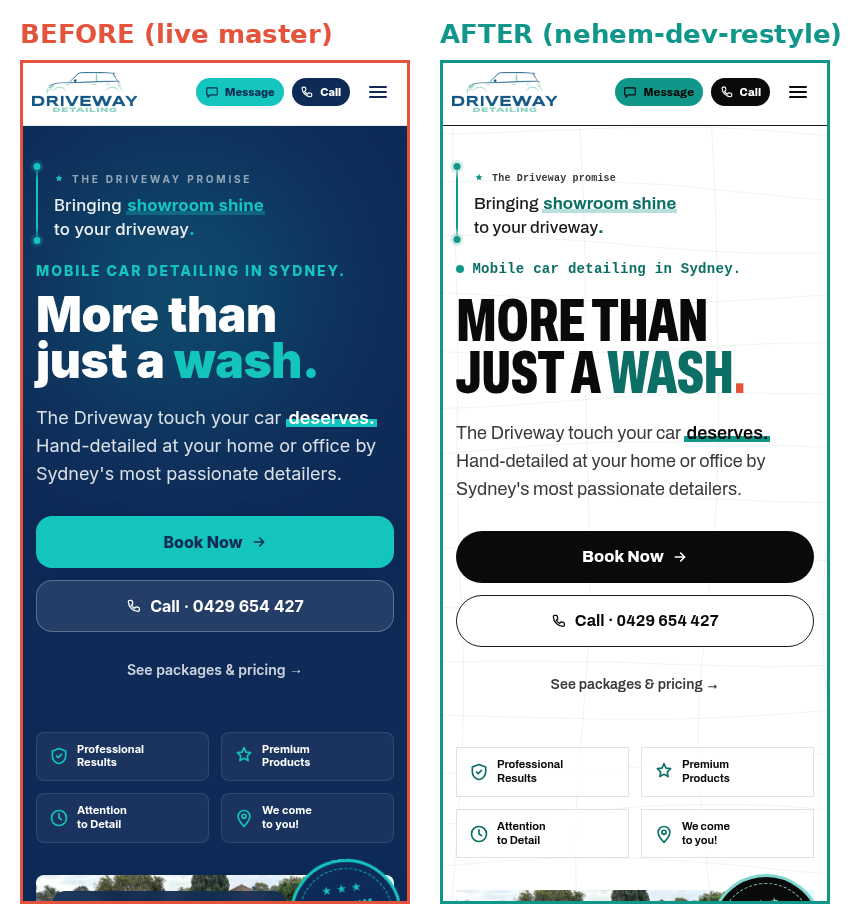 BEFORE (live master)
DRIVEWAY
DETAILING
Message
Call
THE DRIVEWAY PROMISE
Bringing showroom shine
to your driveway.
MOBILE CAR DETAILING IN SYDNEY.
More than
just a wash.
The Driveway touch your car deserves.
Hand-detailed at your home or office by
Sydney's most passionate detailers.
Book Now →
Call · 0429 654 427
See packages & pricing →
Professional
Results
Premium
Products
Attention
to Detail
We come
to you!
AFTER (nehem-dev-restyle)
DRIVEWAY
DETAILING
Message
Call
The Driveway promise
Bringing showroom shine
to your driveway.
Mobile car detailing in Sydney.
MORE THAN
JUST A WASH.
The Driveway touch your car deserves.
Hand-detailed at your home or office by
Sydney's most passionate detailers.
Book Now →
Call · 0429 654 427
See packages & pricing →
Professional
Results
Premium
Products
Attention
to Detail
We come
to you!